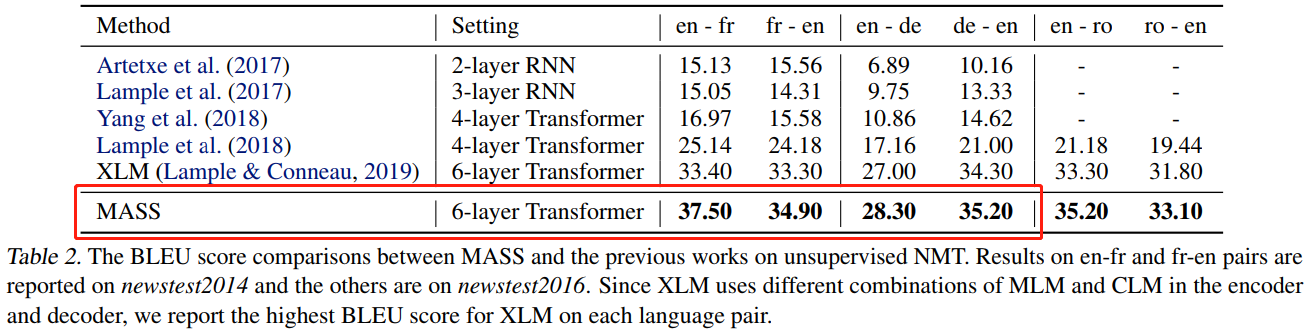 Method Setting en - fr fr - en en - de de - en en - ro ro - en
Artetxe et al. (2017) 2-layer RNN 15.13 15.56 6.89 10.16 - -
Lample et al. (2017) 3-layer RNN 15.05 14.31 9.75 13.33 - -
Yang et al. (2018) 4-layer Transformer 16.97 15.58 10.86 14.62 - -
Lample et al. (2018) 4-layer Transformer 25.14 24.18 17.16 21.00 21.18 19.44
XLM (Lample & Conneau, 2019) 6-layer Transformer 33.40 33.30 27.00 34.30 33.30 31.80
MASS 6-layer Transformer 37.50 34.90 28.30 35.20 35.20 33.10
Table 2. The BLEU score comparisons between MASS and the previous works on unsupervised NMT. Results on en-fr and fr-en pairs are
reported on newstest2014 and the others are on newstest2016. Since XLM uses different combinations of MLM and CLM in the encoder
and decoder, we report the highest BLEU score for XLM on each language pair.